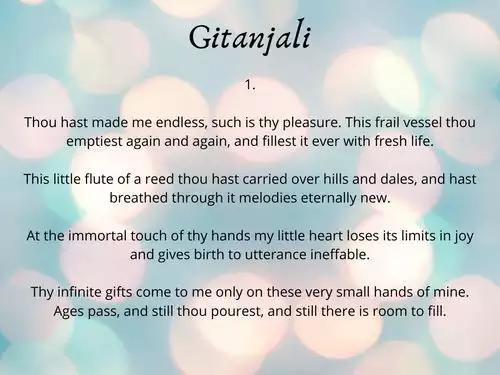 Gitanjali
1.
Thou hast made me endless, such is thy pleasure. This frail vessel thou
emptiest again and again, and fillest it ever with fresh life.
This little flute of a reed thou hast carried over hills and dales, and hast
breathed through it melodies eternally new.
At the immortal touch of thy hands my little heart loses its limits in joy
and gives birth to utterance ineffable.
Thy infinite gifts come to me only on these very small hands of mine.
Ages pass, and still thou pourest, and still there is room to fill.